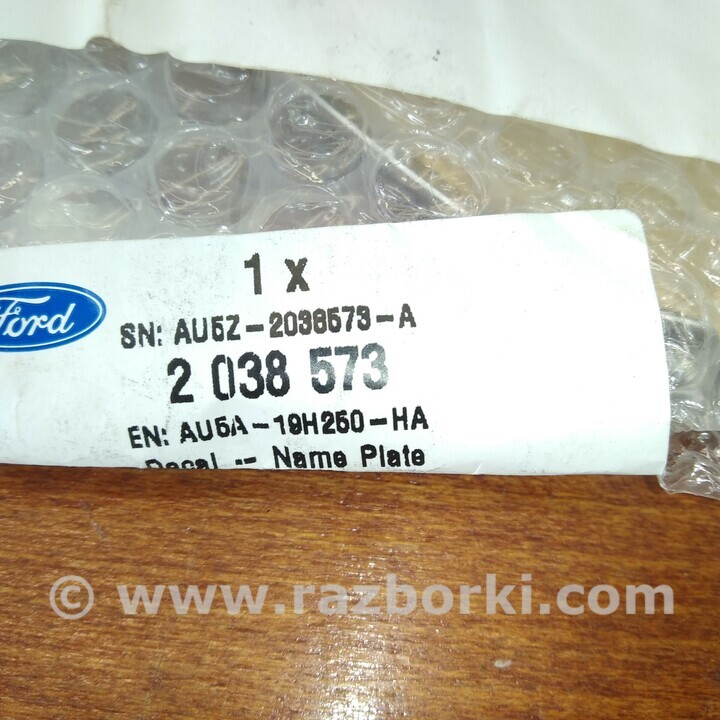 1 x
Ford
SN: AU5Z-2038573-A
2 038 573
EN: AU5A-19H250-HA
Decal -- Name Plate
© www.razborki.com